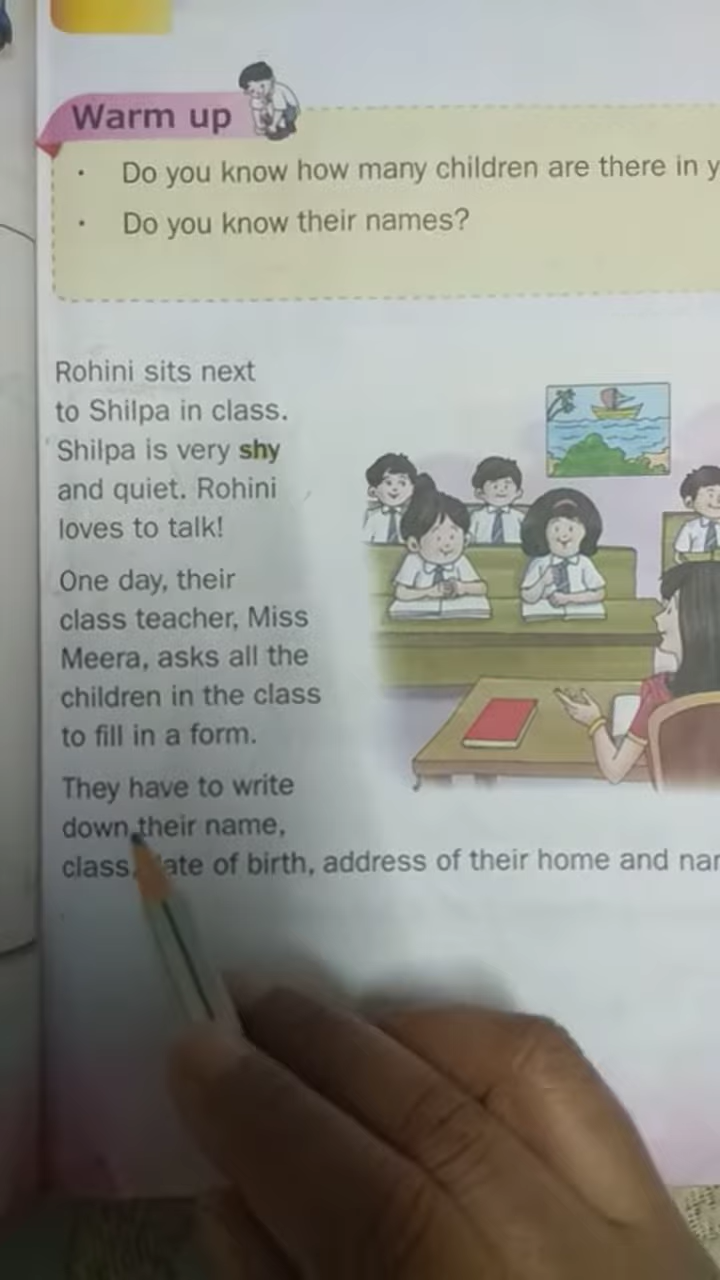 Warm up
· Do you know how many children are there in
· Do you know their names?
Rohini sits next
to Shilpa in class.
Shilpa is very shy
and quiet. Rohini
loves to talk!
One day, their
class teacher, Miss
Meera, asks all the
children in the class
to fill in a form.
They have to write
down their name,
class, of birth, address of their home and